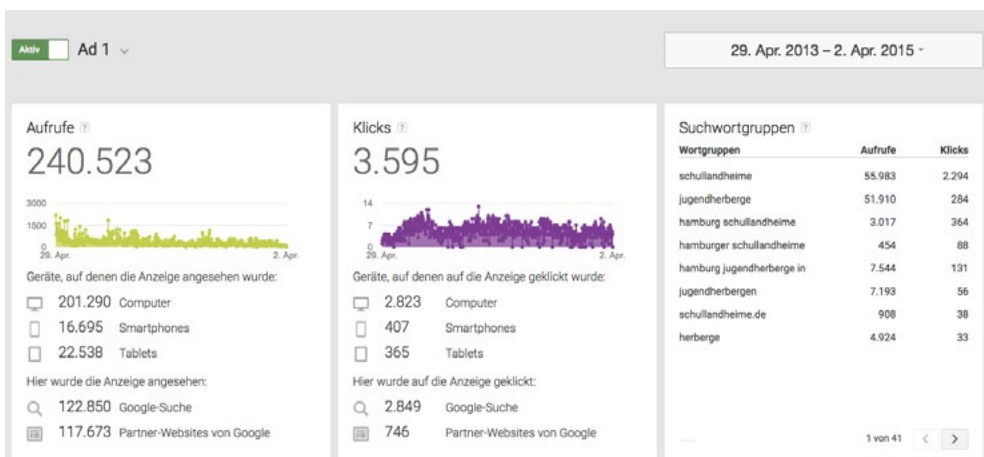 Aktiv Ad 1
29. Apr. 2013 – 2. Apr. 2015
Aufrufe ?
240.523
3000
1500
0
29. Apr. 2. Apr.
Geräte, auf denen die Anzeige angesehen wurde:
201.290 Computer
16.695 Smartphones
22.538 Tablets
Hier wurde die Anzeige angesehen:
122.850 Google-Suche
117.673 Partner-Websites von Google
Klicks ?
3.595
14
7
0
29. Apr. 2. Apr.
Geräte, auf denen auf die Anzeige geklickt wurde:
2.823 Computer
407 Smartphones
365 Tablets
Hier wurde auf die Anzeige geklickt:
2.849 Google-Suche
746 Partner-Websites von Google
Suchwortgruppen ?
Wortgruppen Aufrufe Klicks
schullandheime 55.983 2.294
jugendherberge 51.910 284
hamburg schullandheime 3.017 364
hamburger schullandheime 454 88
hamburg jugendherberge in 7.544 131
jugendherbergen 7.193 56
schullandheime.de 908 38
herberge 4.924 33
1 von 41 < >